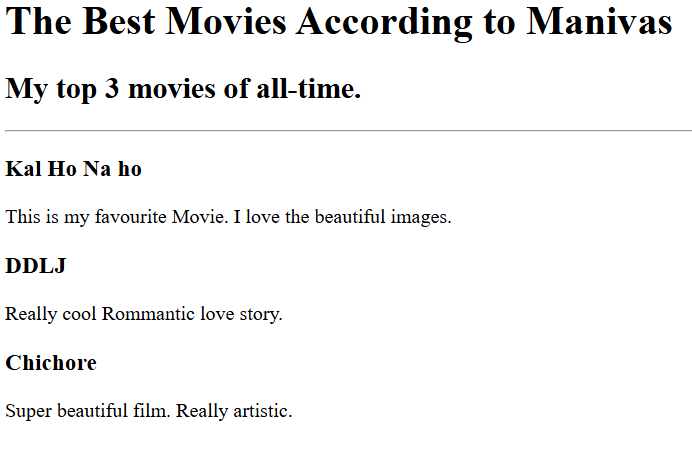 The Best Movies According to Manivas
My top 3 movies of all-time.
Kal Ho Na ho
This is my favourite Movie. I love the beautiful images.
DDLJ
Really cool Rommantic love story.
Chichore
Super beautiful film. Really artistic.